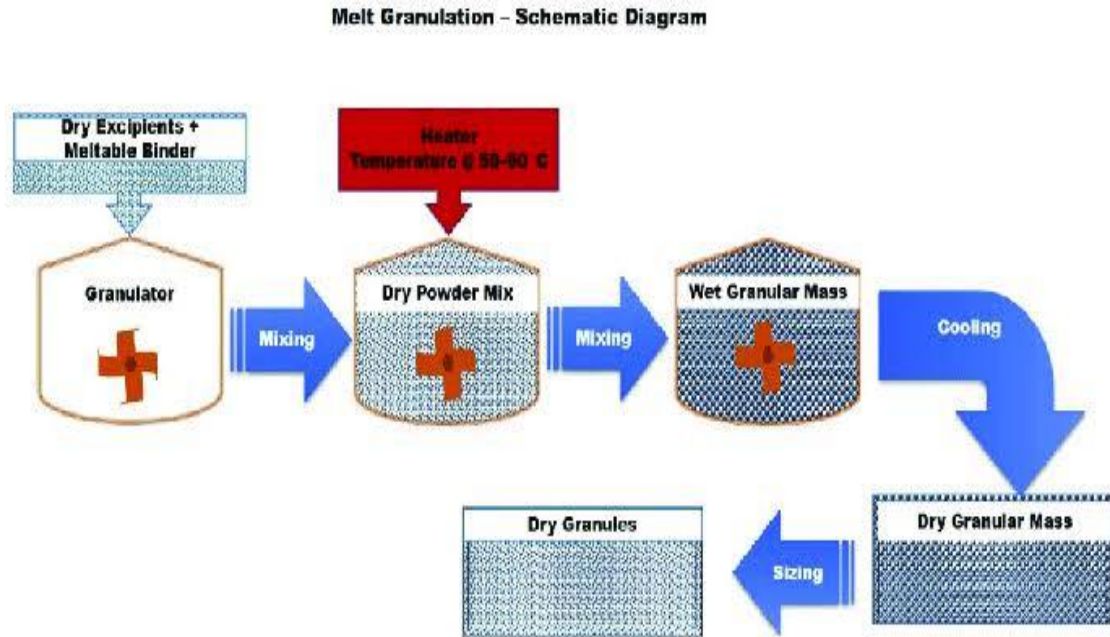 Melt Granulation – Schematic Diagram
Dry Excipients +
Meltable Binder
Heater
Temperature @
Granulator
Mixing
Dry Powder Mix
Mixing
Wet Granular Mass
Cooling
Dry Granules
Sizing
Dry Granular Mass